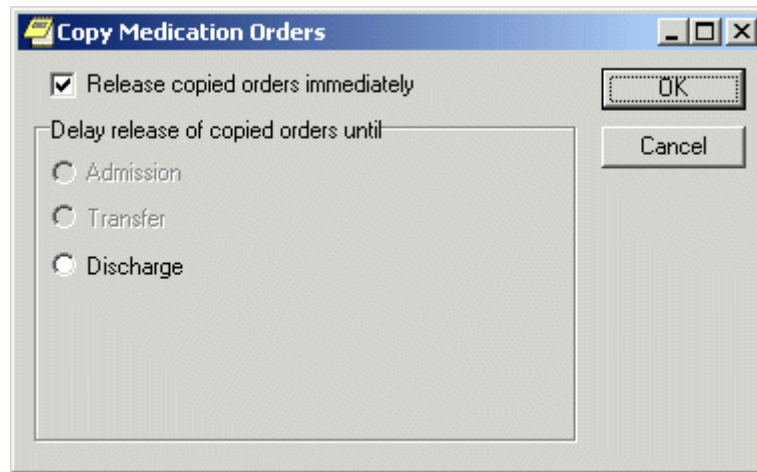 Copy Medication Orders
Release copied orders immediately
OK
Delay release of copied orders until
Cancel
Admission
Transfer
Discharge